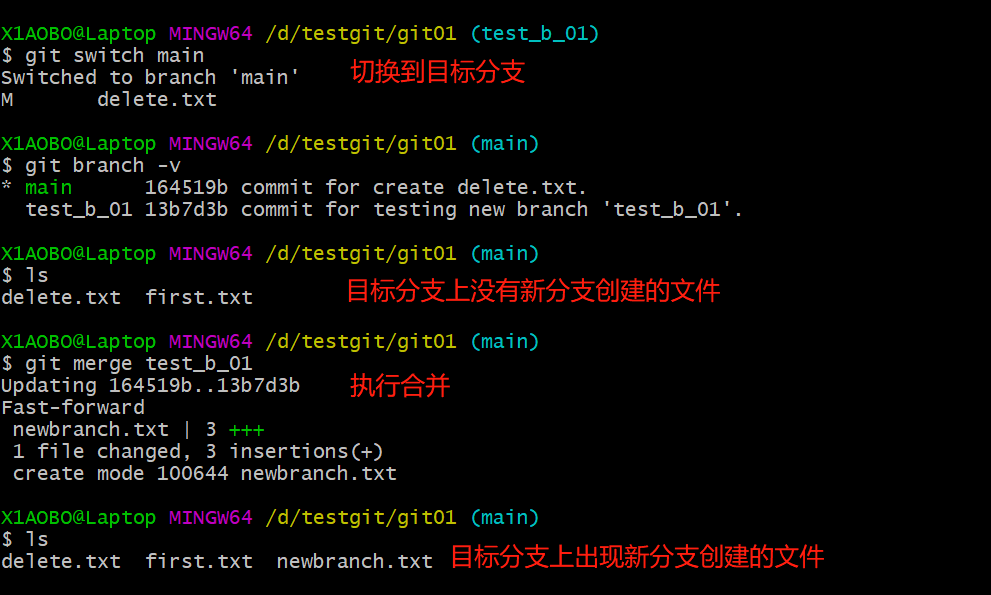 X1AOBO@Laptop MINGW64 /d/testgit/git01 (test_b_01)
$ git switch main
Switched to branch 'main'
切换到目标分支
M       delete.txt
X1AOBO@Laptop MINGW64 /d/testgit/git01 (main)
$ git branch -v
* main      164519b commit for create delete.txt.
  test_b_01 13b7d3b commit for testing new branch 'test_b_01'.
X1AOBO@Laptop MINGW64 /d/testgit/git01 (main)
$ ls
delete.txt  first.txt
目标分支上没有新分支创建的文件
X1AOBO@Laptop MINGW64 /d/testgit/git01 (main)
$ git merge test_b_01
Updating 164519b..13b7d3b
执行合并
Fast-forward
 newbranch.txt | 3 +++
 1 file changed, 3 insertions(+)
 create mode 100644 newbranch.txt
X1AOBO@Laptop MINGW64 /d/testgit/git01 (main)
$ ls
delete.txt  first.txt  newbranch.txt
目标分支上出现新分支创建的文件